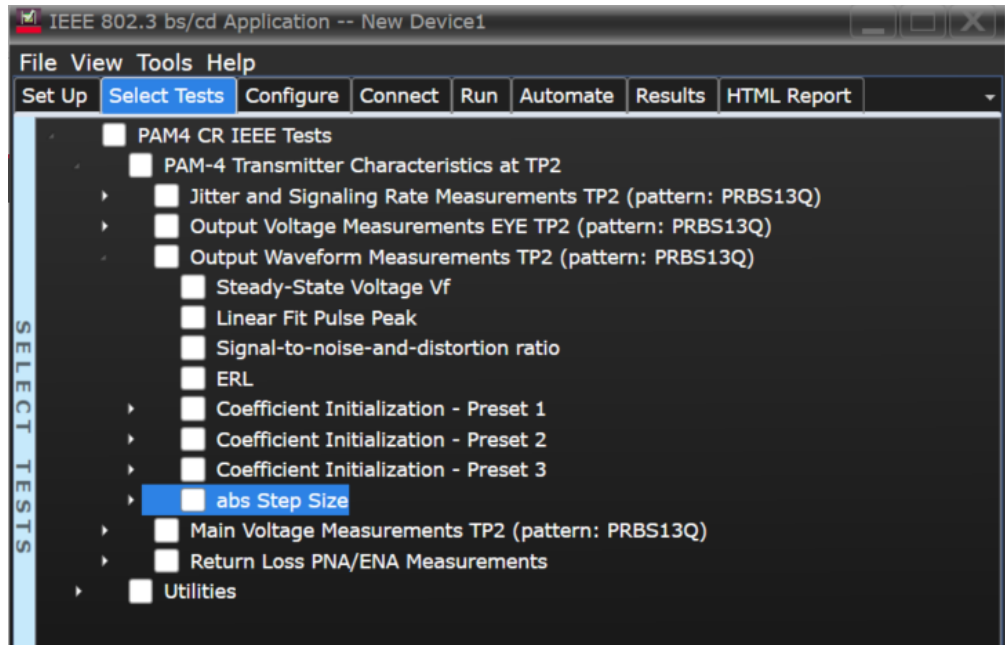 IEEE 802.3 bs/cd Application -- New Device1
File View Tools Help
Set Up Select Tests Configure Connect Run Automate Results HTML Report
SELECT TESTS
PAM4 CR IEEE Tests
PAM-4 Transmitter Characteristics at TP2
Jitter and Signaling Rate Measurements TP2 (pattern: PRBS13Q)
Output Voltage Measurements EYE TP2 (pattern: PRBS13Q)
Output Waveform Measurements TP2 (pattern: PRBS13Q)
Steady-State Voltage Vf
Linear Fit Pulse Peak
Signal-to-noise-and-distortion ratio
ERL
Coefficient Initialization - Preset 1
Coefficient Initialization - Preset 2
Coefficient Initialization - Preset 3
abs Step Size
Main Voltage Measurements TP2 (pattern: PRBS13Q)
Return Loss PNA/ENA Measurements
Utilities